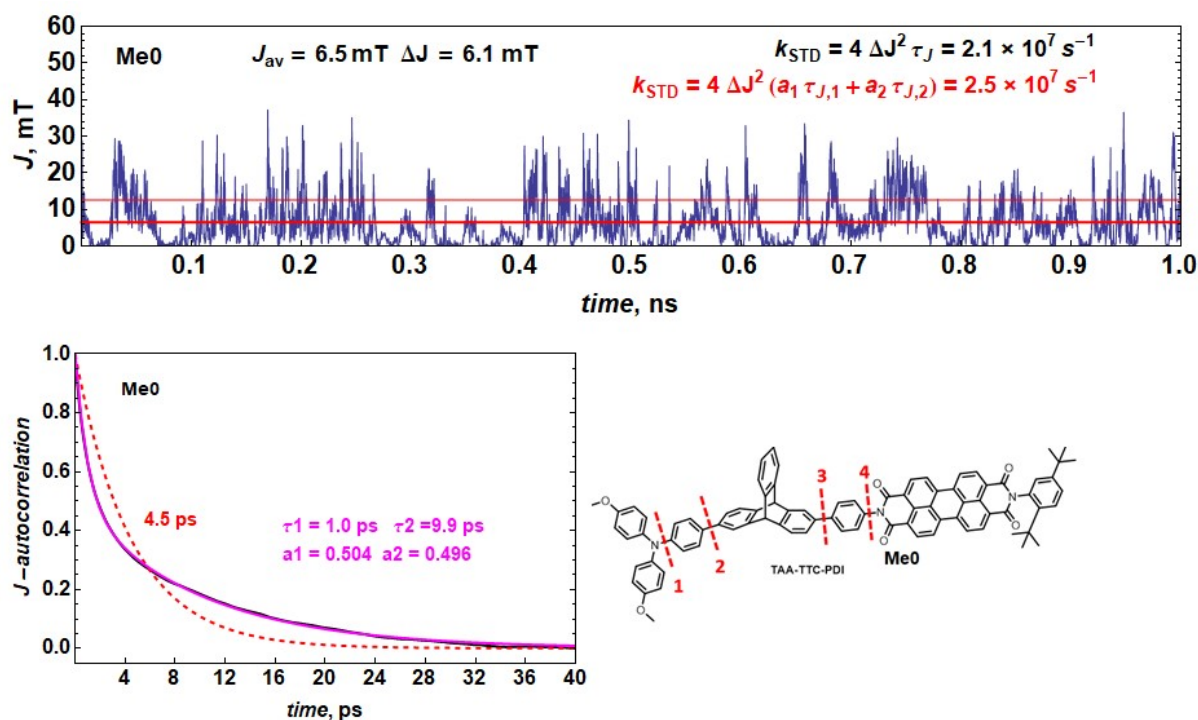 60
50
40
30
20
10
0
J, mT
Me0
J_av = 6.5 mT ΔJ = 6.1 mT
k_STD = 4 ΔJ² τ_J = 2.1 × 10⁷ s⁻¹
k_STD = 4 ΔJ² (a₁ τ_J,1 + a₂ τ_J,2) = 2.5 × 10⁷ s⁻¹
0.1 0.2 0.3 0.4 0.5 0.6 0.7 0.8 0.9 1.0
time, ns
1.0
0.8
0.6
0.4
0.2
0.0
J-autocorrelation
Me0
4.5 ps
τ1 = 1.0 ps τ2 =9.9 ps
a1 = 0.504 a2 = 0.496
4 8 12 16 20 24 28 32 36 40
time, ps
O
N
O
1
2
3
4
O
N
O
O
N
O
TAA-TTC-PDI
Me0